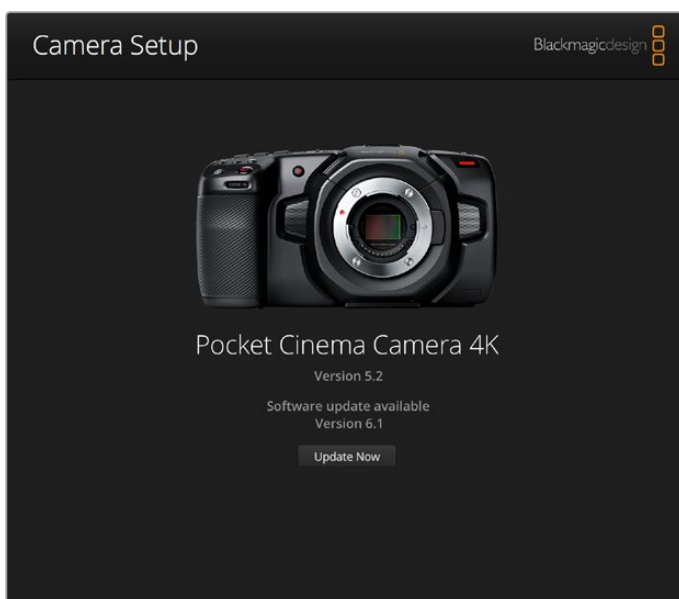 Camera Setup
Blackmagicdesign
Pocket Cinema Camera 4K
Version 5.2
Software update available
Version 6.1
Update Now